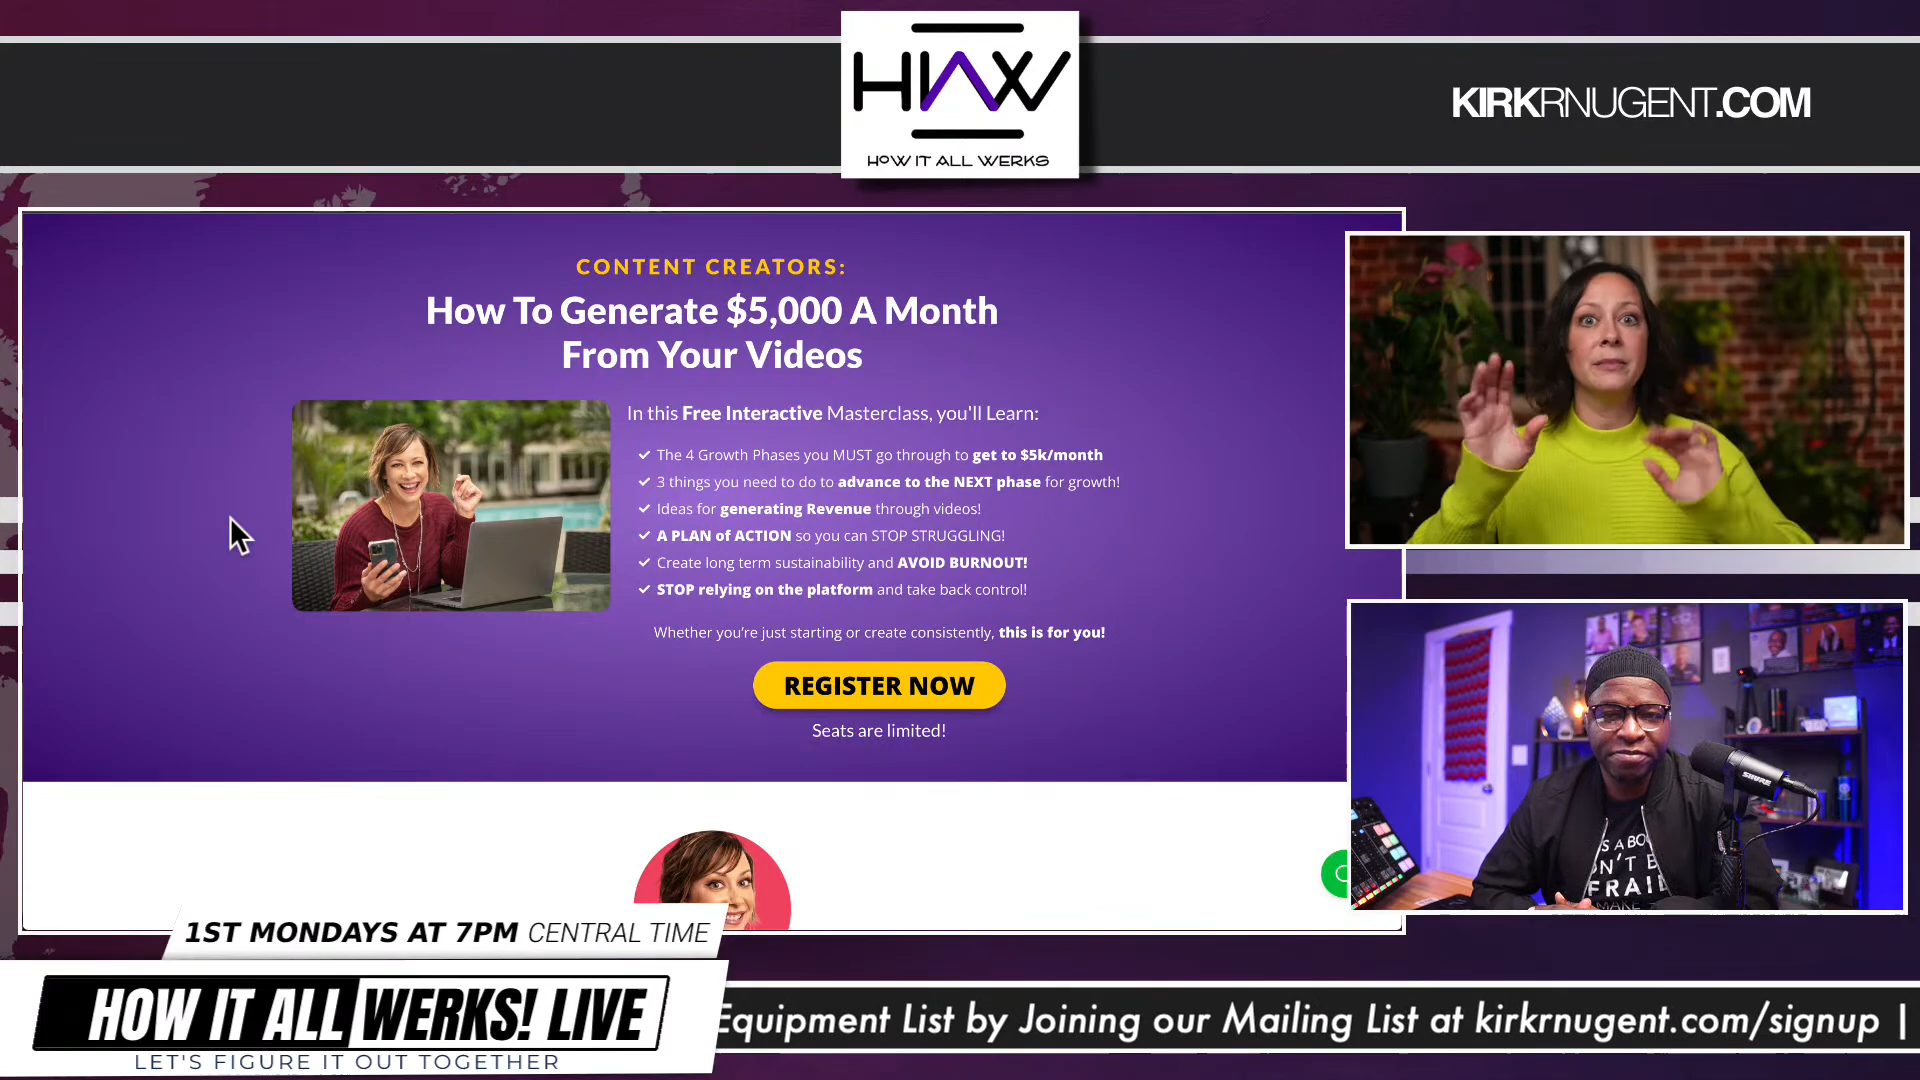 HIAW
HOW IT ALL WERKS
KIRKRNUGENT.COM
CONTENT CREATORS:
How To Generate $5,000 A Month
From Your Videos
In this Free Interactive Masterclass, you'll Learn:
The 4 Growth Phases you MUST go through to get to $5k/month
3 things you need to do to advance to the NEXT phase for growth!
Ideas for generating Revenue through videos!
A PLAN of ACTION so you can STOP STRUGGLING!
Create long term sustainability and AVOID BURNOUT!
STOP relying on the platform and take back control!
Whether you're just starting or create consistently, this is for you!
REGISTER NOW
Seats are limited!
SHURE
1ST MONDAYS AT 7PM CENTRAL TIME
HOW IT ALL WERKS! LIVE
LET'S FIGURE IT OUT TOGETHER
Equipment List by Joining our Mailing List at kirkrnugent.com/signup |